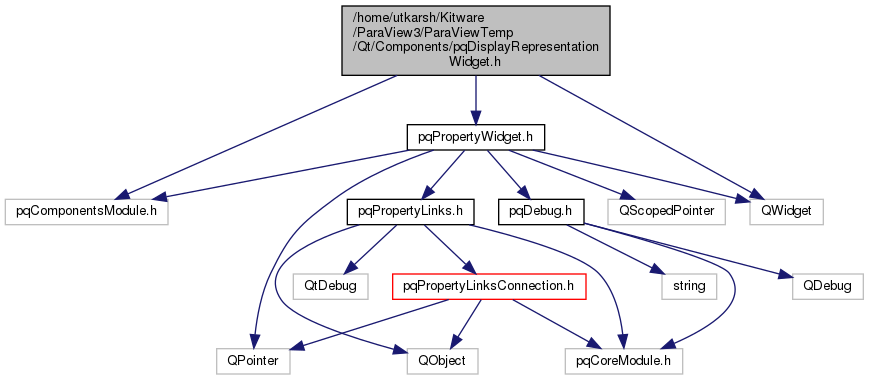 /home/utkarsh/Kitware
/ParaView3/ParaViewTemp
/Qt/Components/pqDisplayRepresentation
Widget.h
pqPropertyWidget.h
pqComponentsModule.h
pqPropertyLinks.h
pqDebug.h
QScopedPointer
QWidget
QtDebug
pqPropertyLinksConnection.h
string
QDebug
QPointer
QObject
pqCoreModule.h